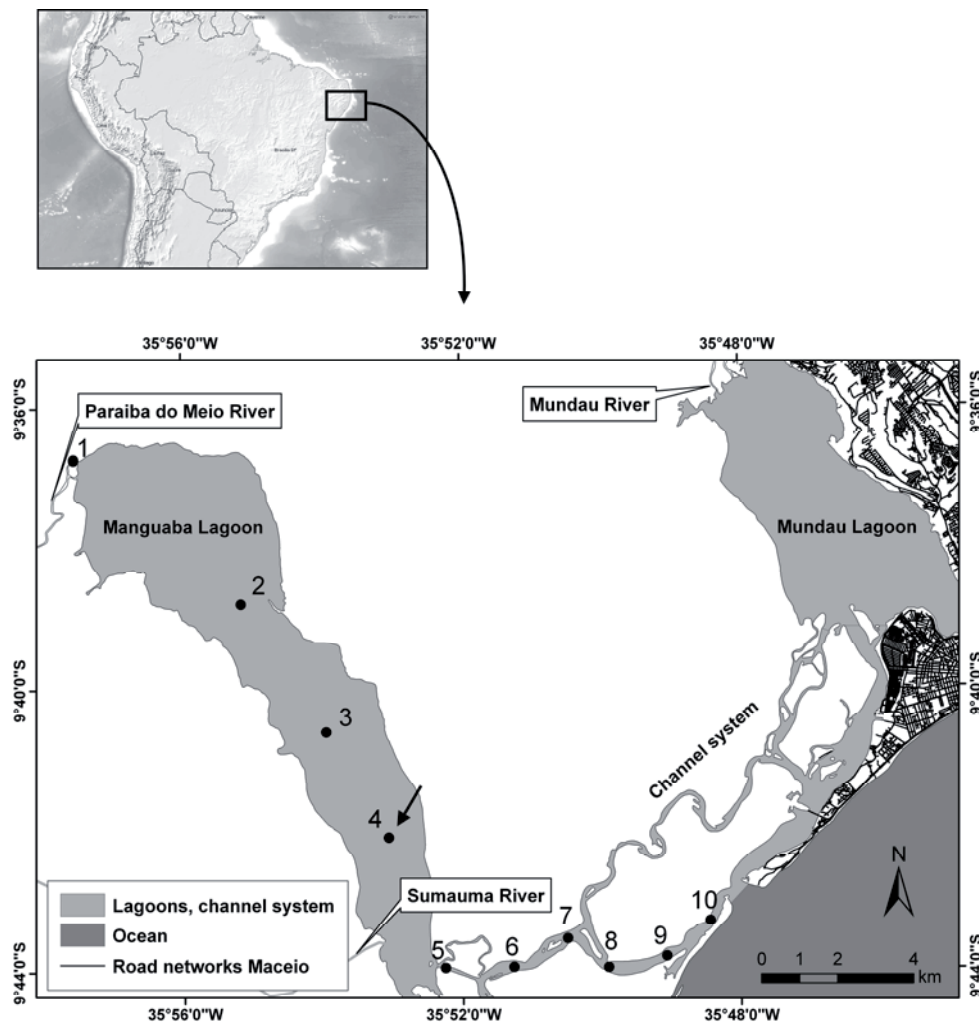 35°56'0"W
35°52'0"W
35°48'0"W
9°36'0"S
9°36'0"S
Paraiba do Meio River
Mundau River
1
Manguaba Lagoon
Mundau Lagoon
2
9°40'0"S
9°40'0"S
3
Channel system
4
Sumauma River
N
Lagoons, channel system
Ocean
Road networks Maceio
5
6
7
8
9
10
0 1 2 4
km
9°44'0"S
9°44'0"S
35°56'0"W
35°52'0"W
35°48'0"W